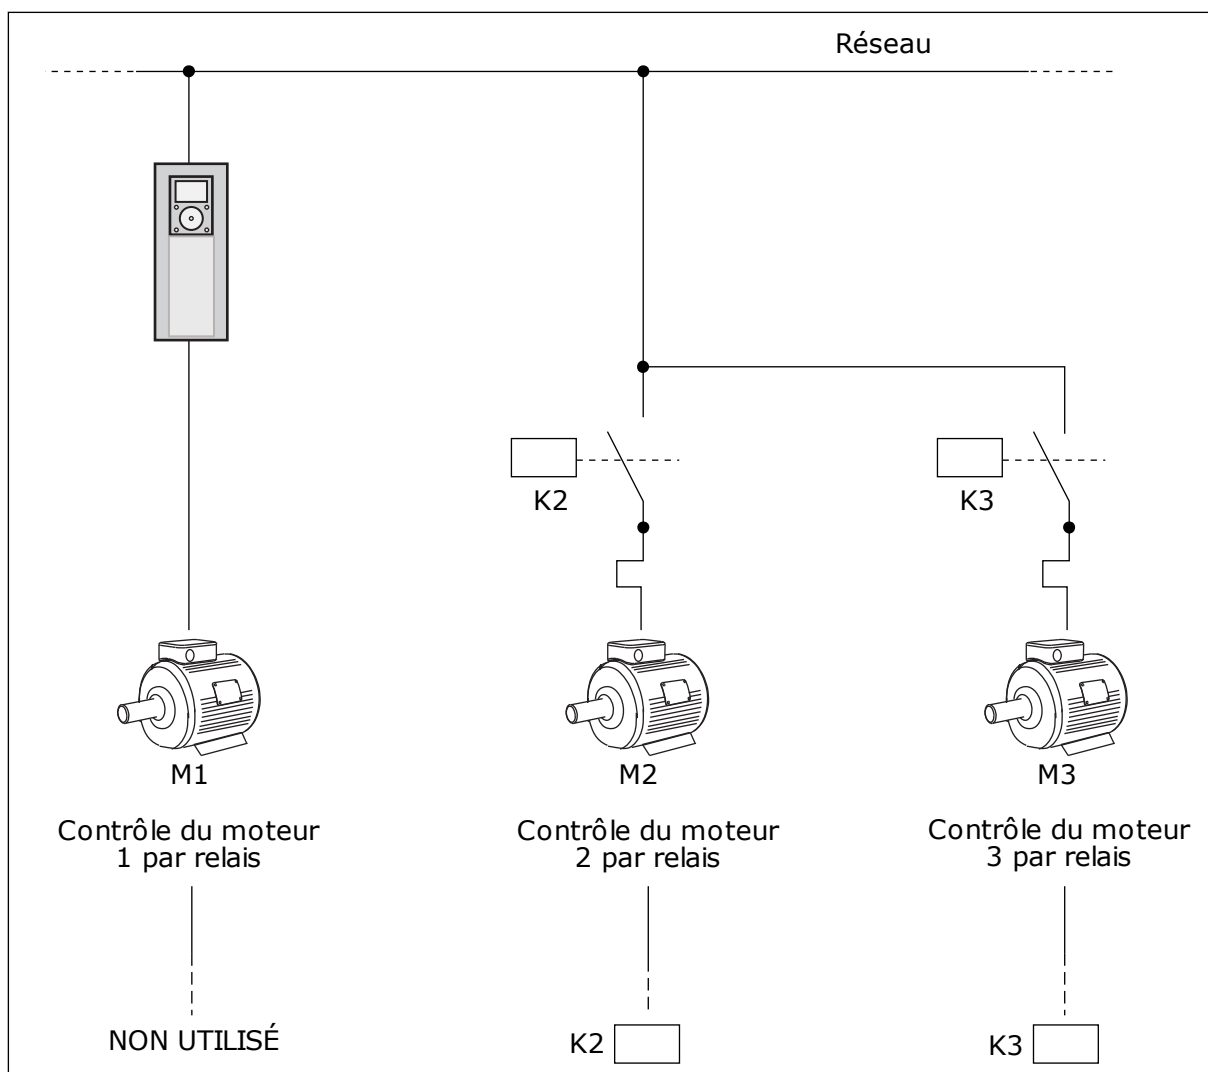 Réseau
K2
K3
M1
M2
M3
Contrôle du moteur
1 par relais
Contrôle du moteur
2 par relais
Contrôle du moteur
3 par relais
NON UTILISÉ
K2
K3